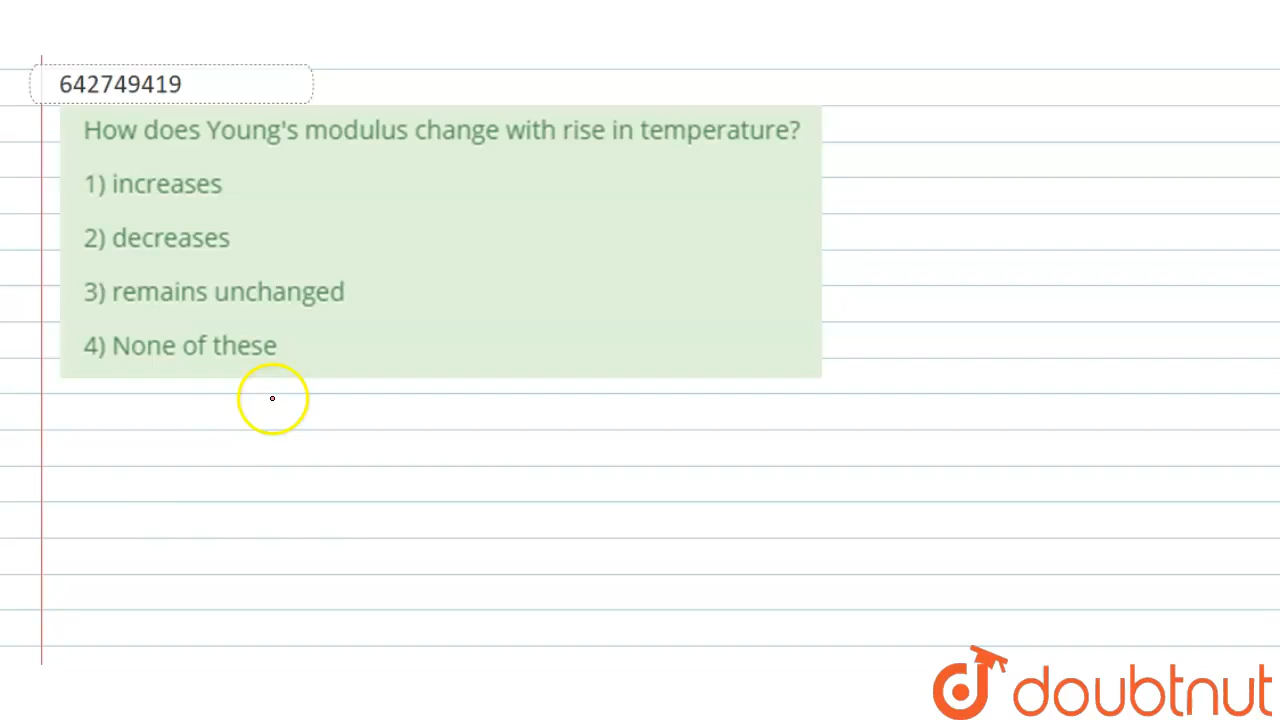 642749419
How does Young's modulus change with rise in temperature?
1) increases
2) decreases
3) remains unchanged
4) None of these
doubtnut